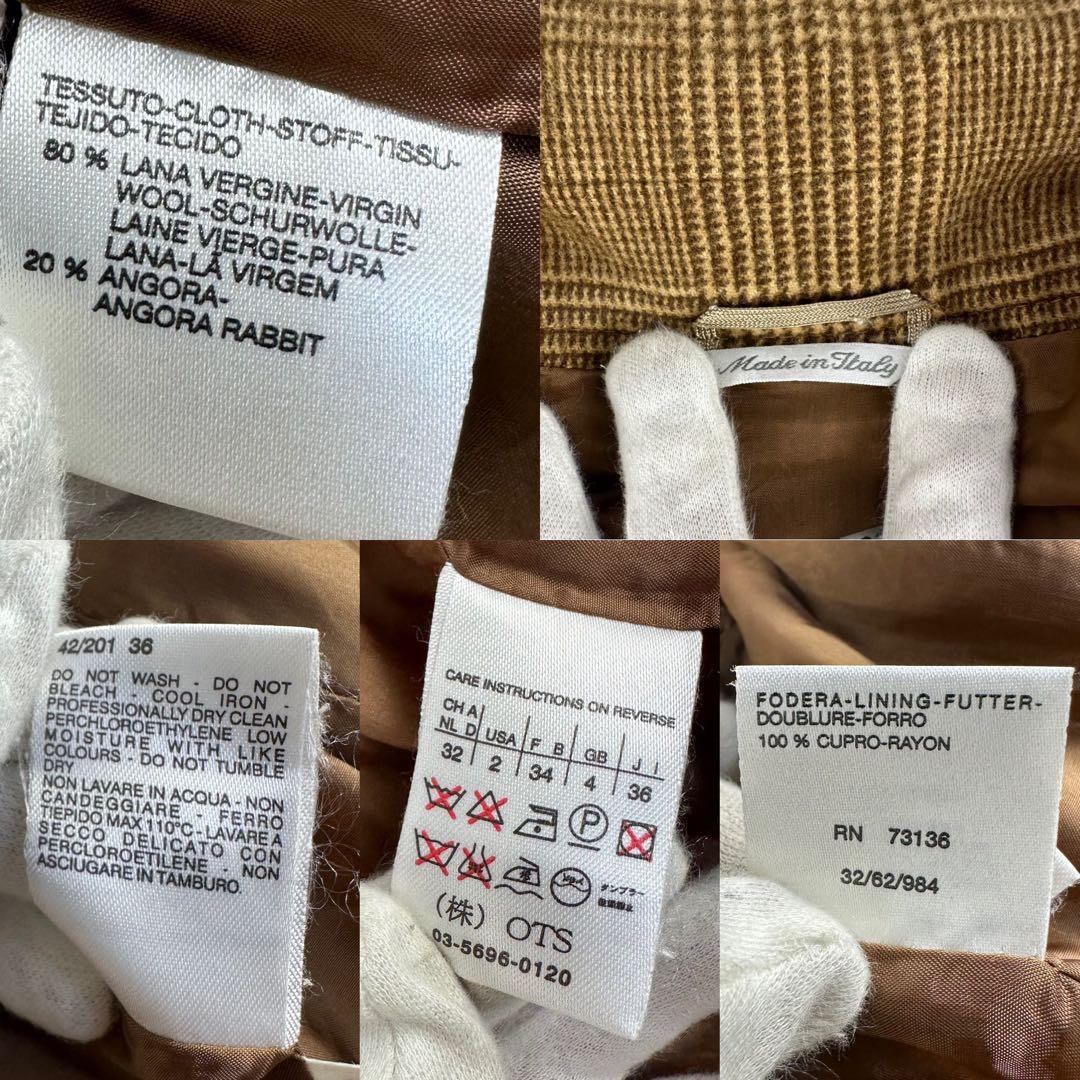 TESSUTO-CLOTH-STOFF-TISSU-
TEJIDO-TECIDO
80 % LANA VERGINE-VIRGIN
WOOL-SCHURWOLLE-
LAINE VIERGE-PURA
LANA-LÃ VIRGEM
20 % ANGORA-
ANGORA RABBIT
Made in Italy
42/201 36
DO NOT WASH - DO NOT
BLEACH - COOL IRON -
PROFESSIONALLY DRY CLEAN
PERCHLOROETHYLENE LOW
MOISTURE WITH LIKE
COLOURS - DO NOT TUMBLE
DRY
NON LAVARE IN ACQUA - NON
CANDEGGIARE - FERRO
TIEPIDO MAX 110°C - LAVARE A
SECCO DELICATO CON
PERCLOROETILENE - NON
ASCIUGARE IN TAMBURO.
CARE INSTRUCTIONS ON REVERSE
CH A
NL D USA F B GB J I
32 2 34 4 36
P
タンブラー
(株) OTS
03-5696-0120
FODERA-LINING-FUTTER-
DOUBLURE-FORRO
100 % CUPRO-RAYON
RN 73136
32/62/984